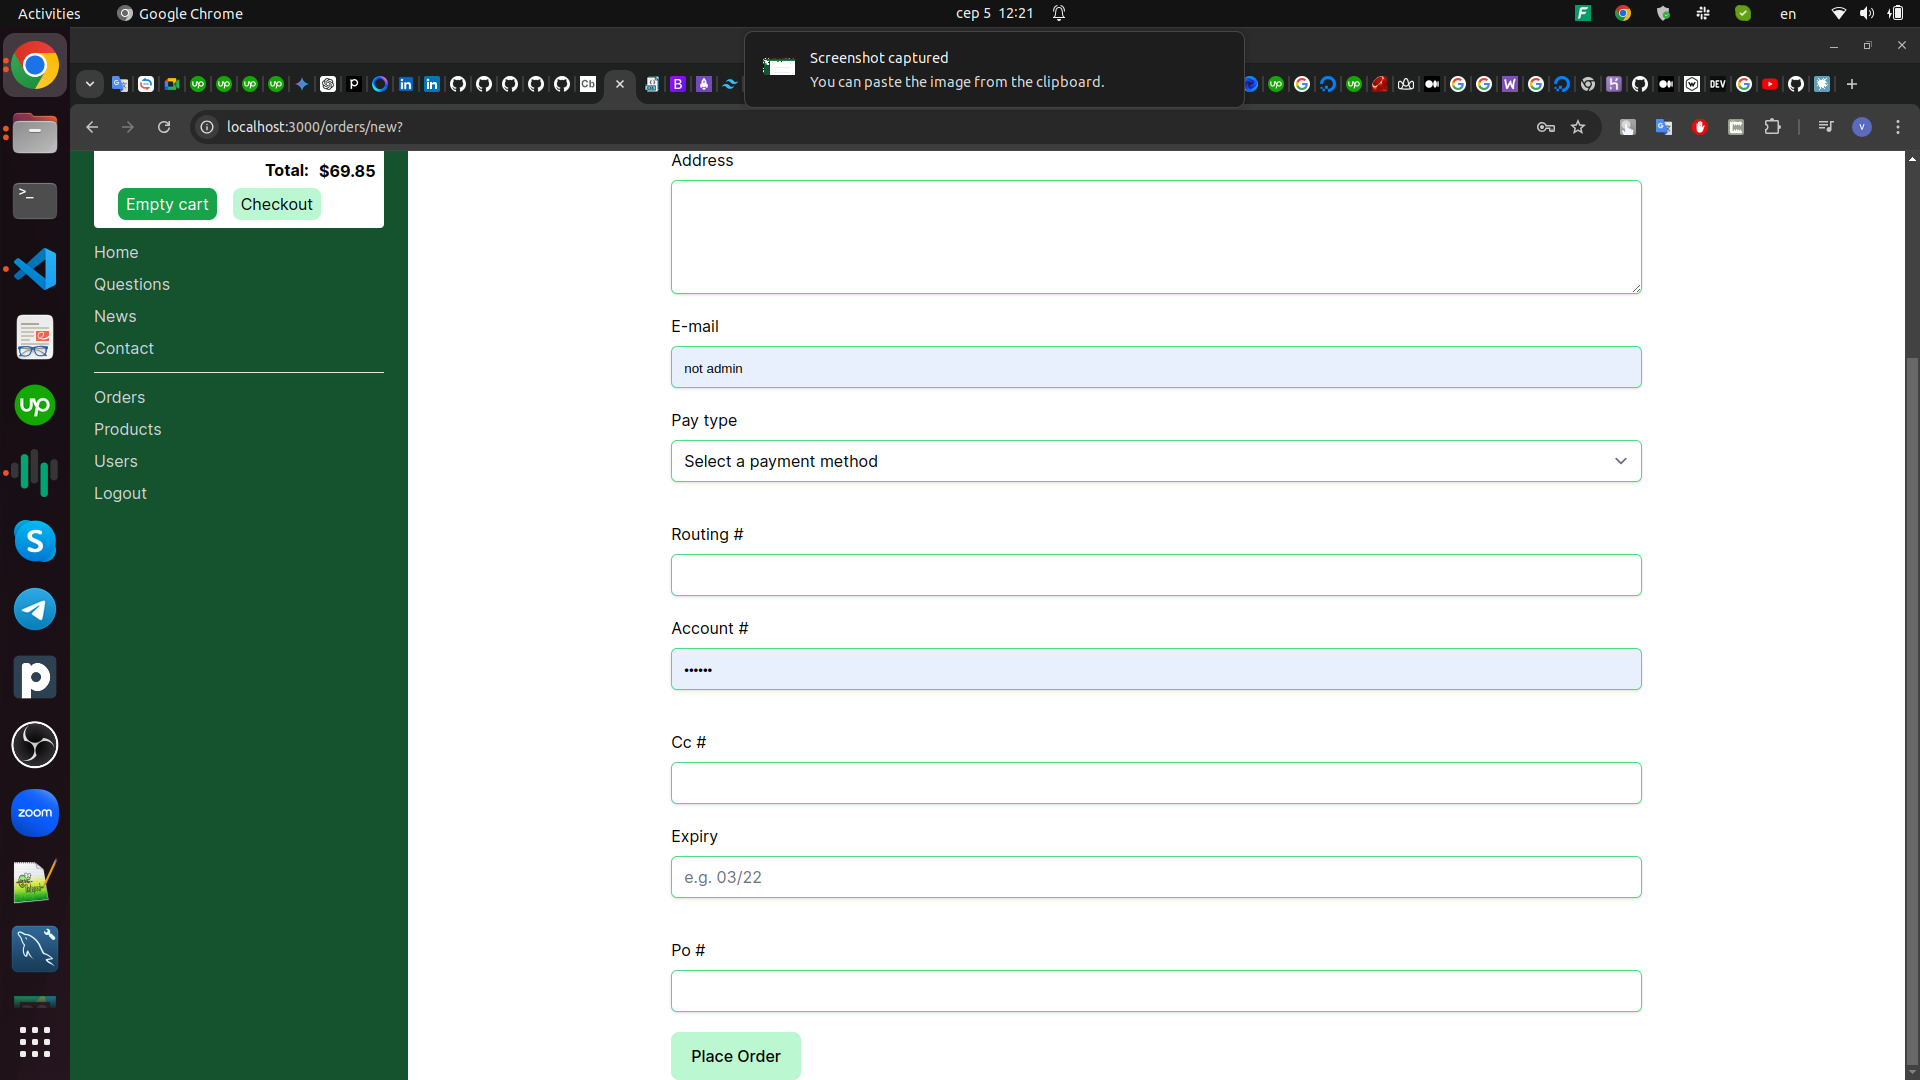 Activities
Google Chrome
сер 5 12:21
en
Screenshot captured
You can paste the image from the clipboard.
localhost:3000/orders/new?
Total: $69.85
Empty cart
Checkout
Home
Questions
News
Contact
Orders
Products
Users
Logout
Address
E-mail
not admin
Pay type
Select a payment method
Routing #
Account #
••••••
Cc #
Expiry
e.g. 03/22
Po #
Place Order
zoom